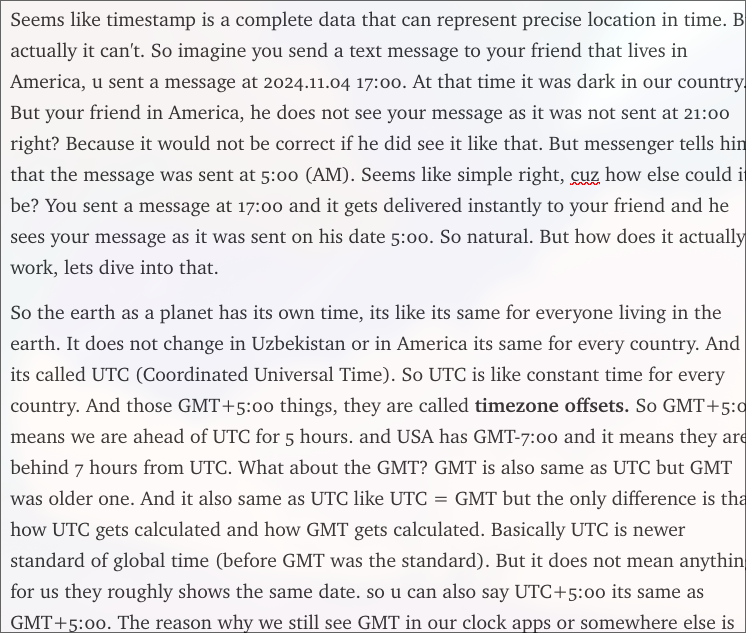 Seems like timestamp is a complete data that can represent precise location in time. B
actually it can't. So imagine you send a text message to your friend that lives in
America, u sent a message at 2024.11.04 17:00. At that time it was dark in our country.
But your friend in America, he does not see your message as it was not sent at 21:00
right? Because it would not be correct if he did see it like that. But messenger tells him
that the message was sent at 5:00 (AM). Seems like simple right, cuz how else could it
be? You sent a message at 17:00 and it gets delivered instantly to your friend and he
sees your message as it was sent on his date 5:00. So natural. But how does it actually
work, lets dive into that.
So the earth as a planet has its own time, its like its same for everyone living in the
earth. It does not change in Uzbekistan or in America its same for every country. And
its called UTC (Coordinated Universal Time). So UTC is like constant time for every
country. And those GMT+5:00 things, they are called timezone offsets. So GMT+5:0
means we are ahead of UTC for 5 hours. and USA has GMT-7:00 and it means they are
behind 7 hours from UTC. What about the GMT? GMT is also same as UTC but GMT
was older one. And it also same as UTC like UTC = GMT but the only difference is tha
how UTC gets calculated and how GMT gets calculated. Basically UTC is newer
standard of global time (before GMT was the standard). But it does not mean anything
for us they roughly shows the same date. so u can also say UTC+5:00 its same as
GMT+5:00. The reason why we still see GMT in our clock apps or somewhere else is